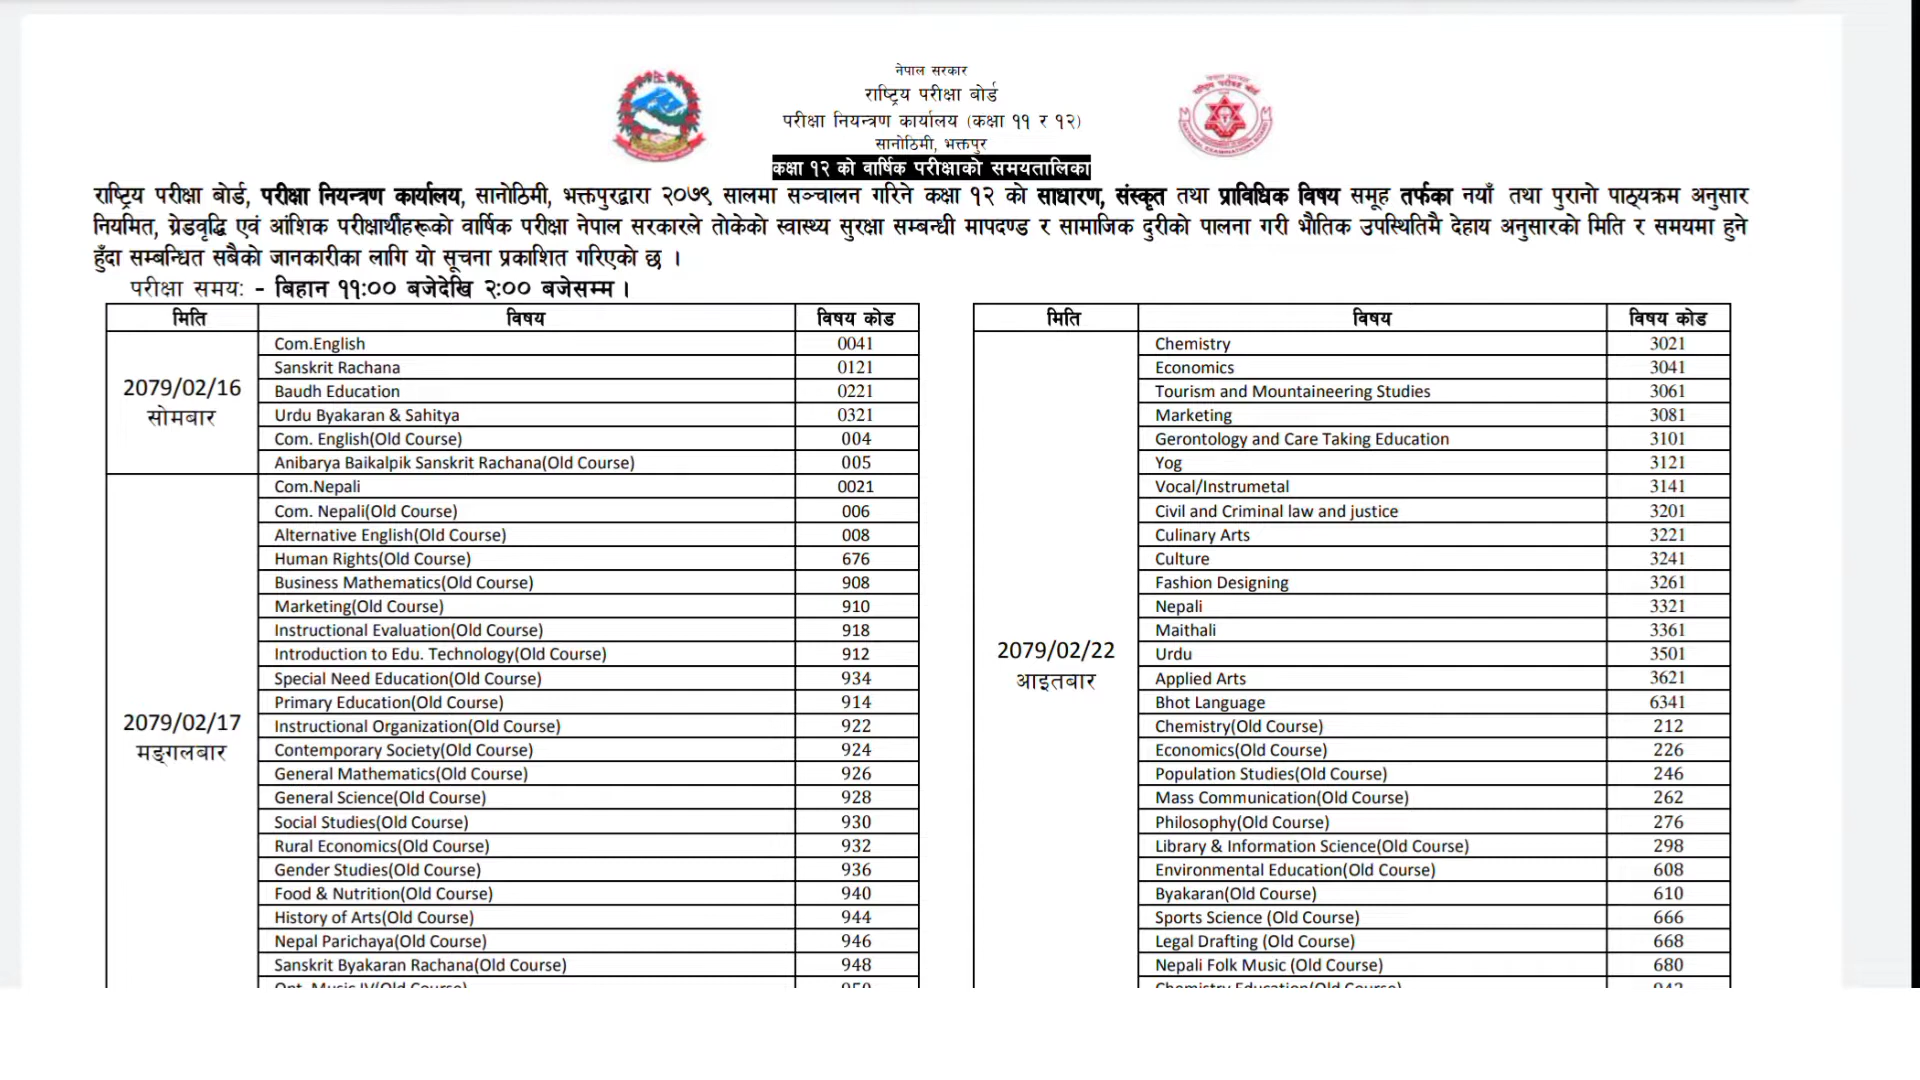 नेपाल सरकार
राष्ट्रिय परीक्षा बोर्ड
परीक्षा नियन्त्रण कार्यालय (कक्षा ११ र १२)
सानोठिमी, भक्तपुर
कक्षा १२ को वार्षिक परीक्षाको समयतालिका
राष्ट्रिय परीक्षा बोर्ड, परीक्षा नियन्त्रण कार्यालय, सानोठिमी, भक्तपुरद्वारा २०७९ सालमा सञ्चालन गरिने कक्षा १२ को साधारण, संस्कृत तथा प्राविधिक विषय समूह तर्फका नयाँ तथा पुरानो पाठ्यक्रम अनुसार
नियमित, ग्रेडवृद्धि एवं आंशिक परीक्षार्थीहरूको वार्षिक परीक्षा नेपाल सरकारले तोकेको स्वास्थ्य सुरक्षा सम्बन्धी मापदण्ड र सामाजिक दुरीको पालना गरी भौतिक उपस्थितिमै देहाय अनुसारको मिति र समयमा हुने
हुँदा सम्बन्धित सबैको जानकारीका लागि यो सूचना प्रकाशित गरिएको छ ।
परीक्षा समय: - बिहान ११:०० बजेदेखि २:०० बजेसम्म ।
मिति विषय विषय कोड
2079/02/16
सोमबार
Com.English 0041
Sanskrit Rachana 0121
Baudh Education 0221
Urdu Byakaran & Sahitya 0321
Com. English(Old Course) 004
Anibarya Baikalpik Sanskrit Rachana(Old Course) 005
2079/02/17
मङ्गलबार
Com.Nepali 0021
Com. Nepali(Old Course) 006
Alternative English(Old Course) 008
Human Rights(Old Course) 676
Business Mathematics(Old Course) 908
Marketing(Old Course) 910
Instructional Evaluation(Old Course) 918
Introduction to Edu. Technology(Old Course) 912
Special Need Education(Old Course) 934
Primary Education(Old Course) 914
Instructional Organization(Old Course) 922
Contemporary Society(Old Course) 924
General Mathematics(Old Course) 926
General Science(Old Course) 928
Social Studies(Old Course) 930
Rural Economics(Old Course) 932
Gender Studies(Old Course) 936
Food & Nutrition(Old Course) 940
History of Arts(Old Course) 944
Nepal Parichaya(Old Course) 946
Sanskrit Byakaran Rachana(Old Course) 948
मिति विषय विषय कोड
2079/02/22
आइतबार
Chemistry 3021
Economics 3041
Tourism and Mountaineering Studies 3061
Marketing 3081
Gerontology and Care Taking Education 3101
Yog 3121
Vocal/Instrumetal 3141
Civil and Criminal law and justice 3201
Culinary Arts 3221
Culture 3241
Fashion Designing 3261
Nepali 3321
Maithali 3361
Urdu 3501
Applied Arts 3621
Bhot Language 6341
Chemistry(Old Course) 212
Economics(Old Course) 226
Population Studies(Old Course) 246
Mass Communication(Old Course) 262
Philosophy(Old Course) 276
Library & Information Science(Old Course) 298
Environmental Education(Old Course) 608
Byakaran(Old Course) 610
Sports Science (Old Course) 666
Legal Drafting (Old Course) 668
Nepali Folk Music (Old Course) 680